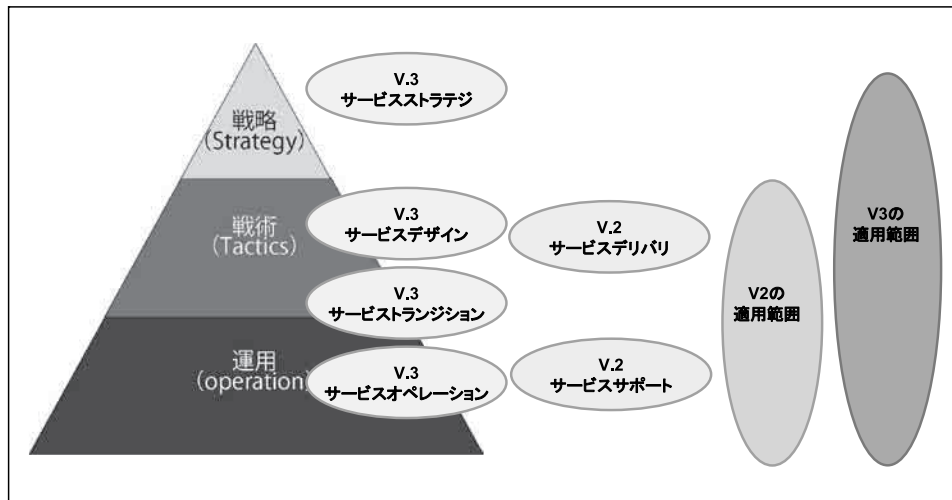 V.3
サービスストラテジ
戦略
(Strategy)
V.3
サービスデザイン
戦術
(Tactics)
V.2
サービスデリバリ
V3の
適用範囲
V2の
適用範囲
V.3
サービストランジション
運用
(operation)
V.3
サービスオペレーション
V.2
サービスサポート